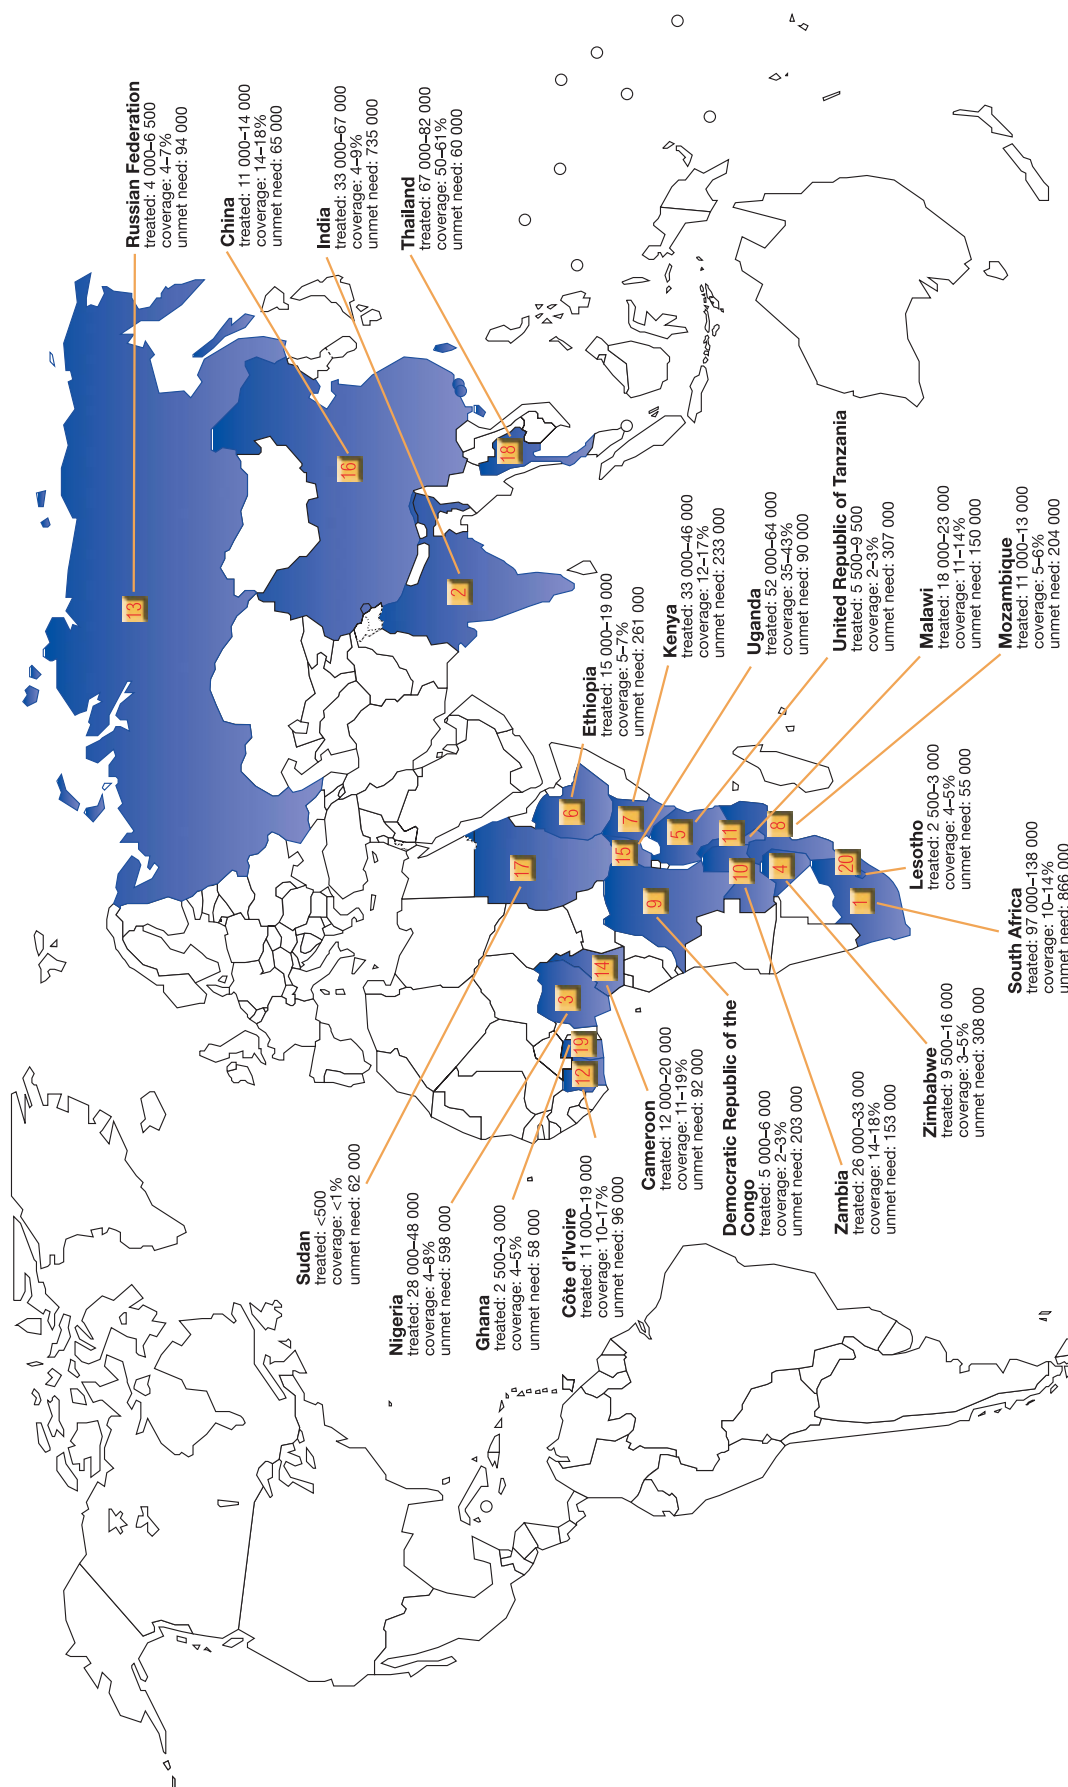 Russian Federation
treated: 4 000–6 500
coverage: 4–7%
unmet need: 94 000
China
treated: 11 000–14 000
coverage: 14–18%
unmet need: 65 000
India
treated: 33 000–67 000
coverage: 4–9%
unmet need: 735 000
Thailand
treated: 67 000–82 000
coverage: 50–61%
unmet need: 60 000
Ethiopia
treated: 15 000–19 000
coverage: 5–7%
unmet need: 261 000
Kenya
treated: 33 000–46 000
coverage: 12–17%
unmet need: 233 000
Uganda
treated: 52 000–64 000
coverage: 35–43%
unmet need: 90 000
United Republic of Tanzania
treated: 5 500–9 500
coverage: 2–3%
unmet need: 307 000
Malawi
treated: 18 000–23 000
coverage: 11–14%
unmet need: 150 000
Mozambique
treated: 11 000–13 000
coverage: 5–6%
unmet need: 204 000
Lesotho
treated: 2 500–3 000
coverage: 4–5%
unmet need: 55 000
South Africa
treated: 97 000–138 000
coverage: 10–14%
unmet need: 866 000
Sudan
treated: <500
coverage: <1%
unmet need: 62 000
Nigeria
treated: 28 000–48 000
coverage: 4–8%
unmet need: 598 000
Ghana
treated: 2 500–3 000
coverage: 4–5%
unmet need: 58 000
Côte d'Ivoire
treated: 11 000–19 000
coverage: 10–17%
unmet need: 96 000
Cameroon
treated: 12 000–20 000
coverage: 11–19%
unmet need: 92 000
Democratic Republic of the
Congo
treated: 5 000–6 000
coverage: 2–3%
unmet need: 203 000
Zambia
treated: 26 000–33 000
coverage: 14–18%
unmet need: 153 000
Zimbabwe
treated: 9 500–16 000
coverage: 3–5%
unmet need: 308 000
13
16
2
18
6
7
15
5
11
8
10
4
20
1
17
9
14
3
19
12